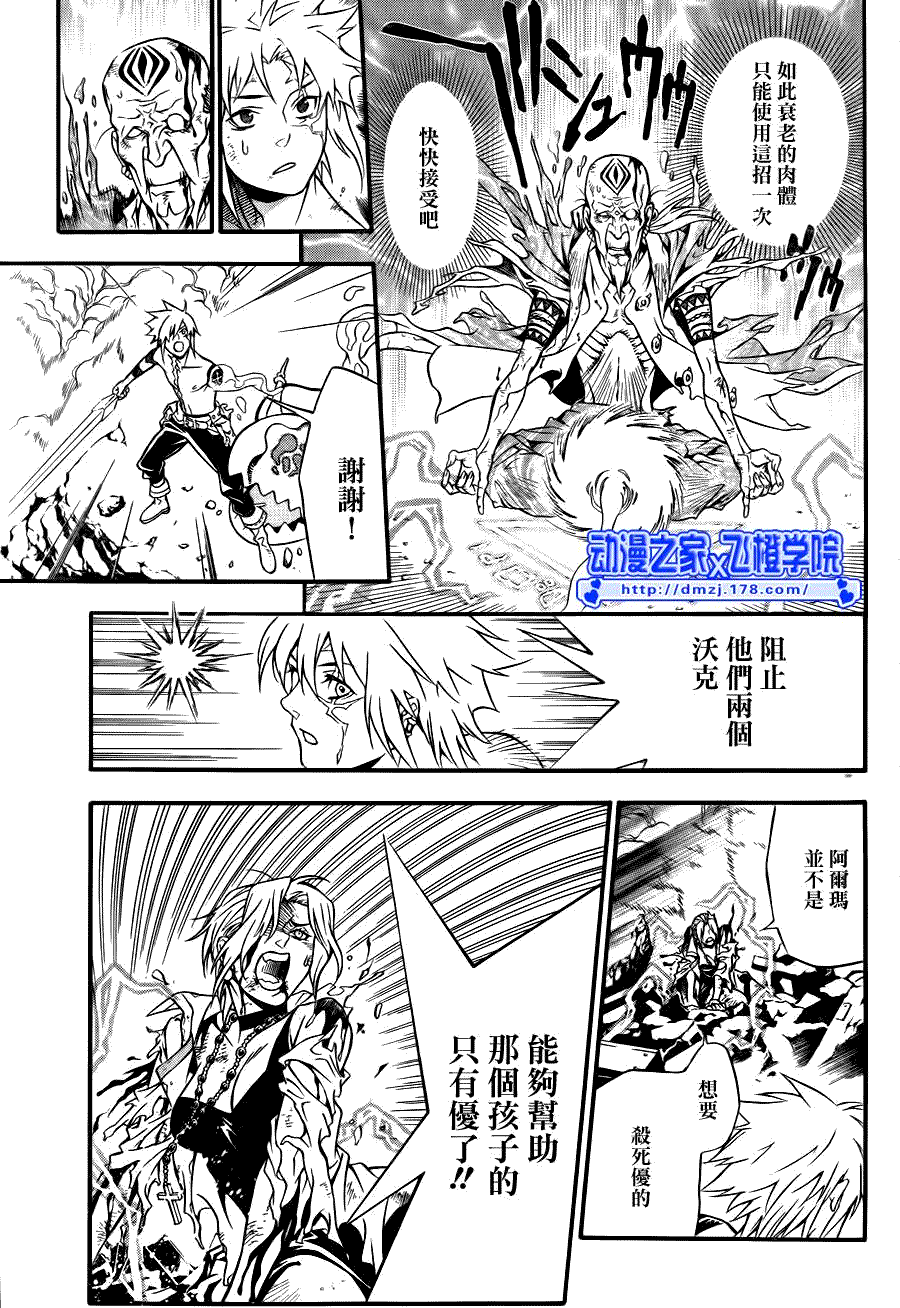 如此衰老的肉體
只能使用這招一次
快快接受吧
ドシュウウウ
动漫之家×飞橙学院
http://dmzj.178.com/
謝謝！
阻止
他們兩個
沃克
阿爾瑪
並不是
想要
殺死優的
能夠幫助
那個孩子的
只有優了!!